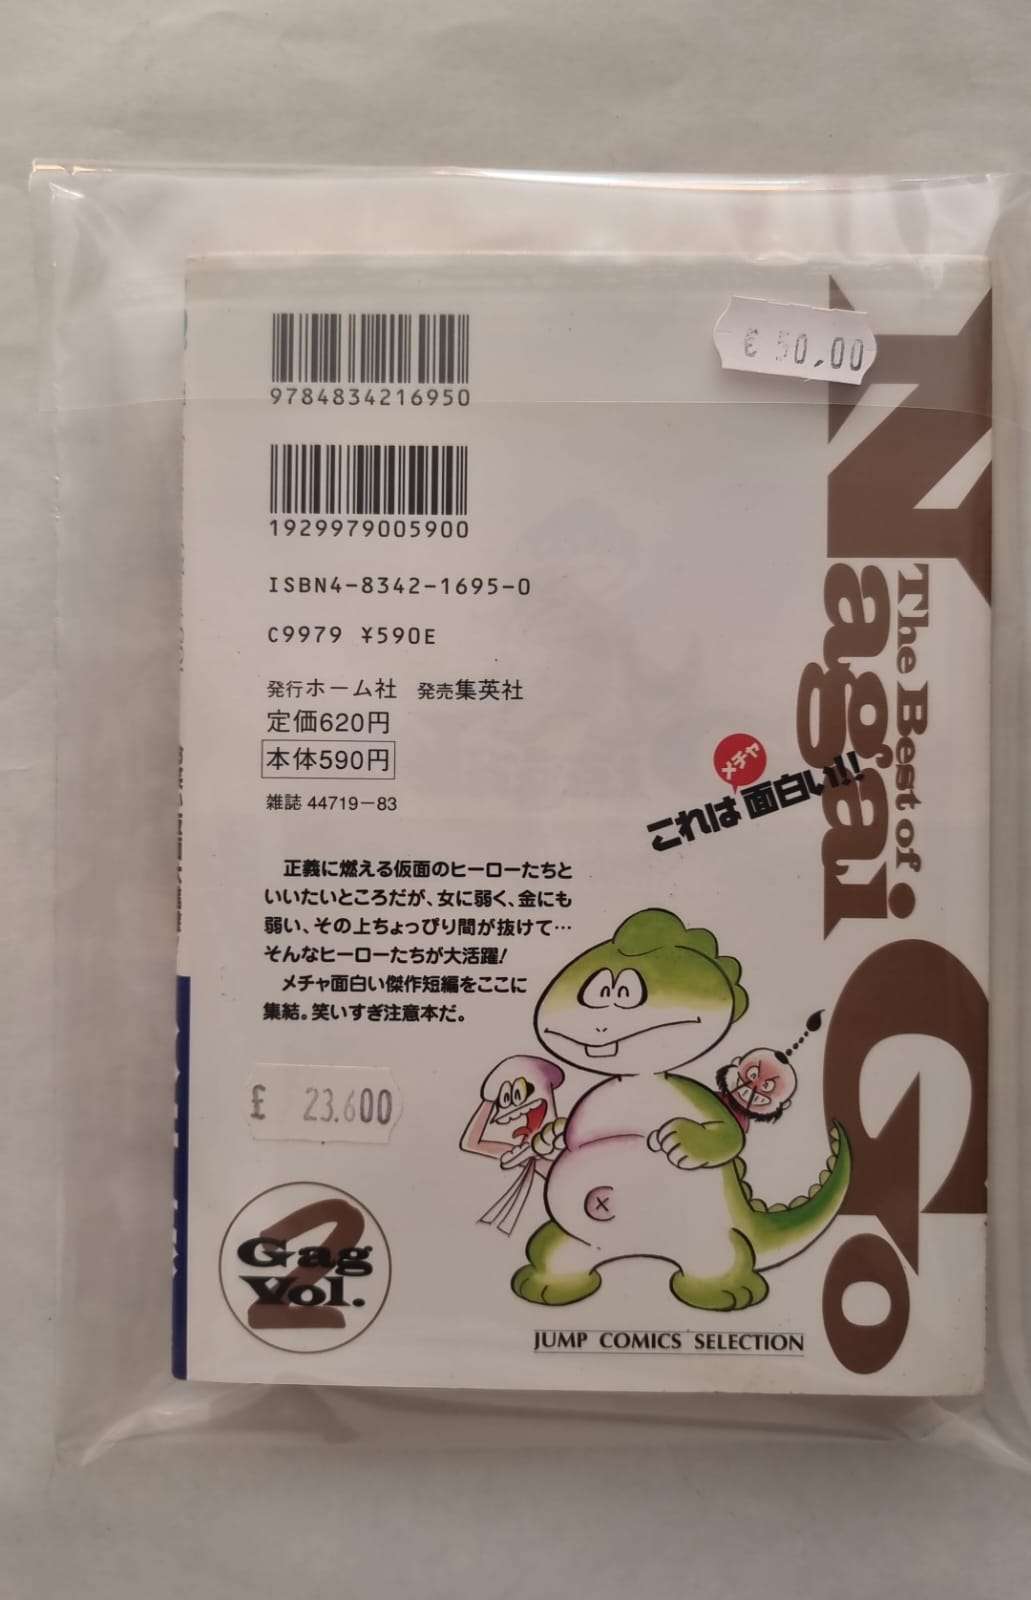 9784834216950
1929979005900
ISBN4-8342-1695-0
C9979 ¥590E
発行ホーム社 発売集英社
定価620円
本体590円
雑誌 44719-83
€ 50,00
The Best of
Nagai Go
メチャ
これは面白い!!
正義に燃える仮面のヒーローたちと
いいたいところだが、女に弱く、金にも
弱い、その上ちょっぴり間が抜けて…
そんなヒーローたちが大活躍!
メチャ面白い傑作短編をここに
集結。笑いすぎ注意本だ。
£ 23.600
Gag
Vol.
2
JUMP COMICS SELECTION